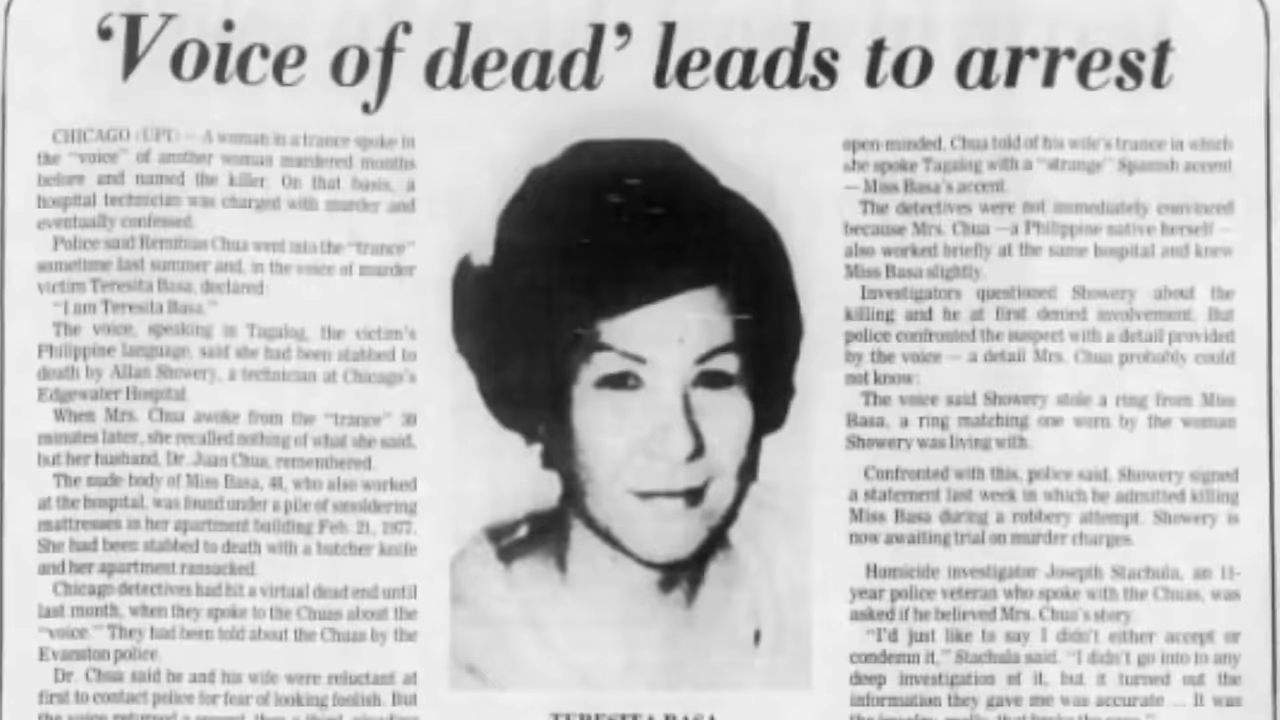 ‘Voice of dead’ leads to arrest
CHICAGO (UPI) — A woman in a trance spoke in
the “voice” of another woman murdered months
before and named the killer. On that basis, a
hospital technician was charged with murder and
eventually confessed.
Police said Remibias Chua went into the “trance”
sometime last summer and, in the voice of murder
victim Teresita Basa, declared:
“I am Teresita Basa.”
The voice, speaking in Tagalog, the victim's
Philippine language, said she had been stabbed to
death by Allan Showery, a technician at Chicago's
Edgewater Hospital.
When Mrs. Chua awoke from the “trance” 30
minutes later, she recalled nothing of what she said,
but her husband, Dr. Juan Chua, remembered.
The nude body of Miss Basa, 48, who also worked
at the hospital, was found under a pile of smoldering
mattresses in her apartment building Feb. 21, 1977.
She had been stabbed to death with a butcher knife
and her apartment ransacked.
Chicago detectives had hit a virtual dead end until
last month, when they spoke to the Chuas about the
“voice.” They had been told about the Chuas by the
Evanston police.
Dr. Chua said he and his wife were reluctant at
first to contact police for fear of looking foolish. But
the voice returned a second, then a third,
TERESITA BASA
open-minded, Chua told of his wife's trance in which
she spoke Tagalog with a “strange” Spanish accent
— Miss Basa's accent.
The detectives were not immediately convinced
because Mrs. Chua — a Philippine native herself —
also worked briefly at the same hospital and knew
Miss Basa slightly.
Investigators questioned Showery about the
killing and he at first denied involvement. But
police confronted the suspect with a detail provided
by the voice — a detail Mrs. Chua probably could
not know:
The voice said Showery stole a ring from Miss
Basa, a ring matching one worn by the woman
Showery was living with.
Confronted with this, police said, Showery signed
a statement last week in which he admitted killing
Miss Basa during a robbery attempt. Showery is
now awaiting trial on murder charges.
Homicide investigator Joseph Stachula, an 11-
year police veteran who spoke with the Chuas, was
asked if he believed Mrs. Chua's story.
“I'd just like to say I didn't either accept or
condemn it,” Stachula said. “I didn't go into to any
deep investigation of it, but it turned out the
information they gave me was accurate ... It was